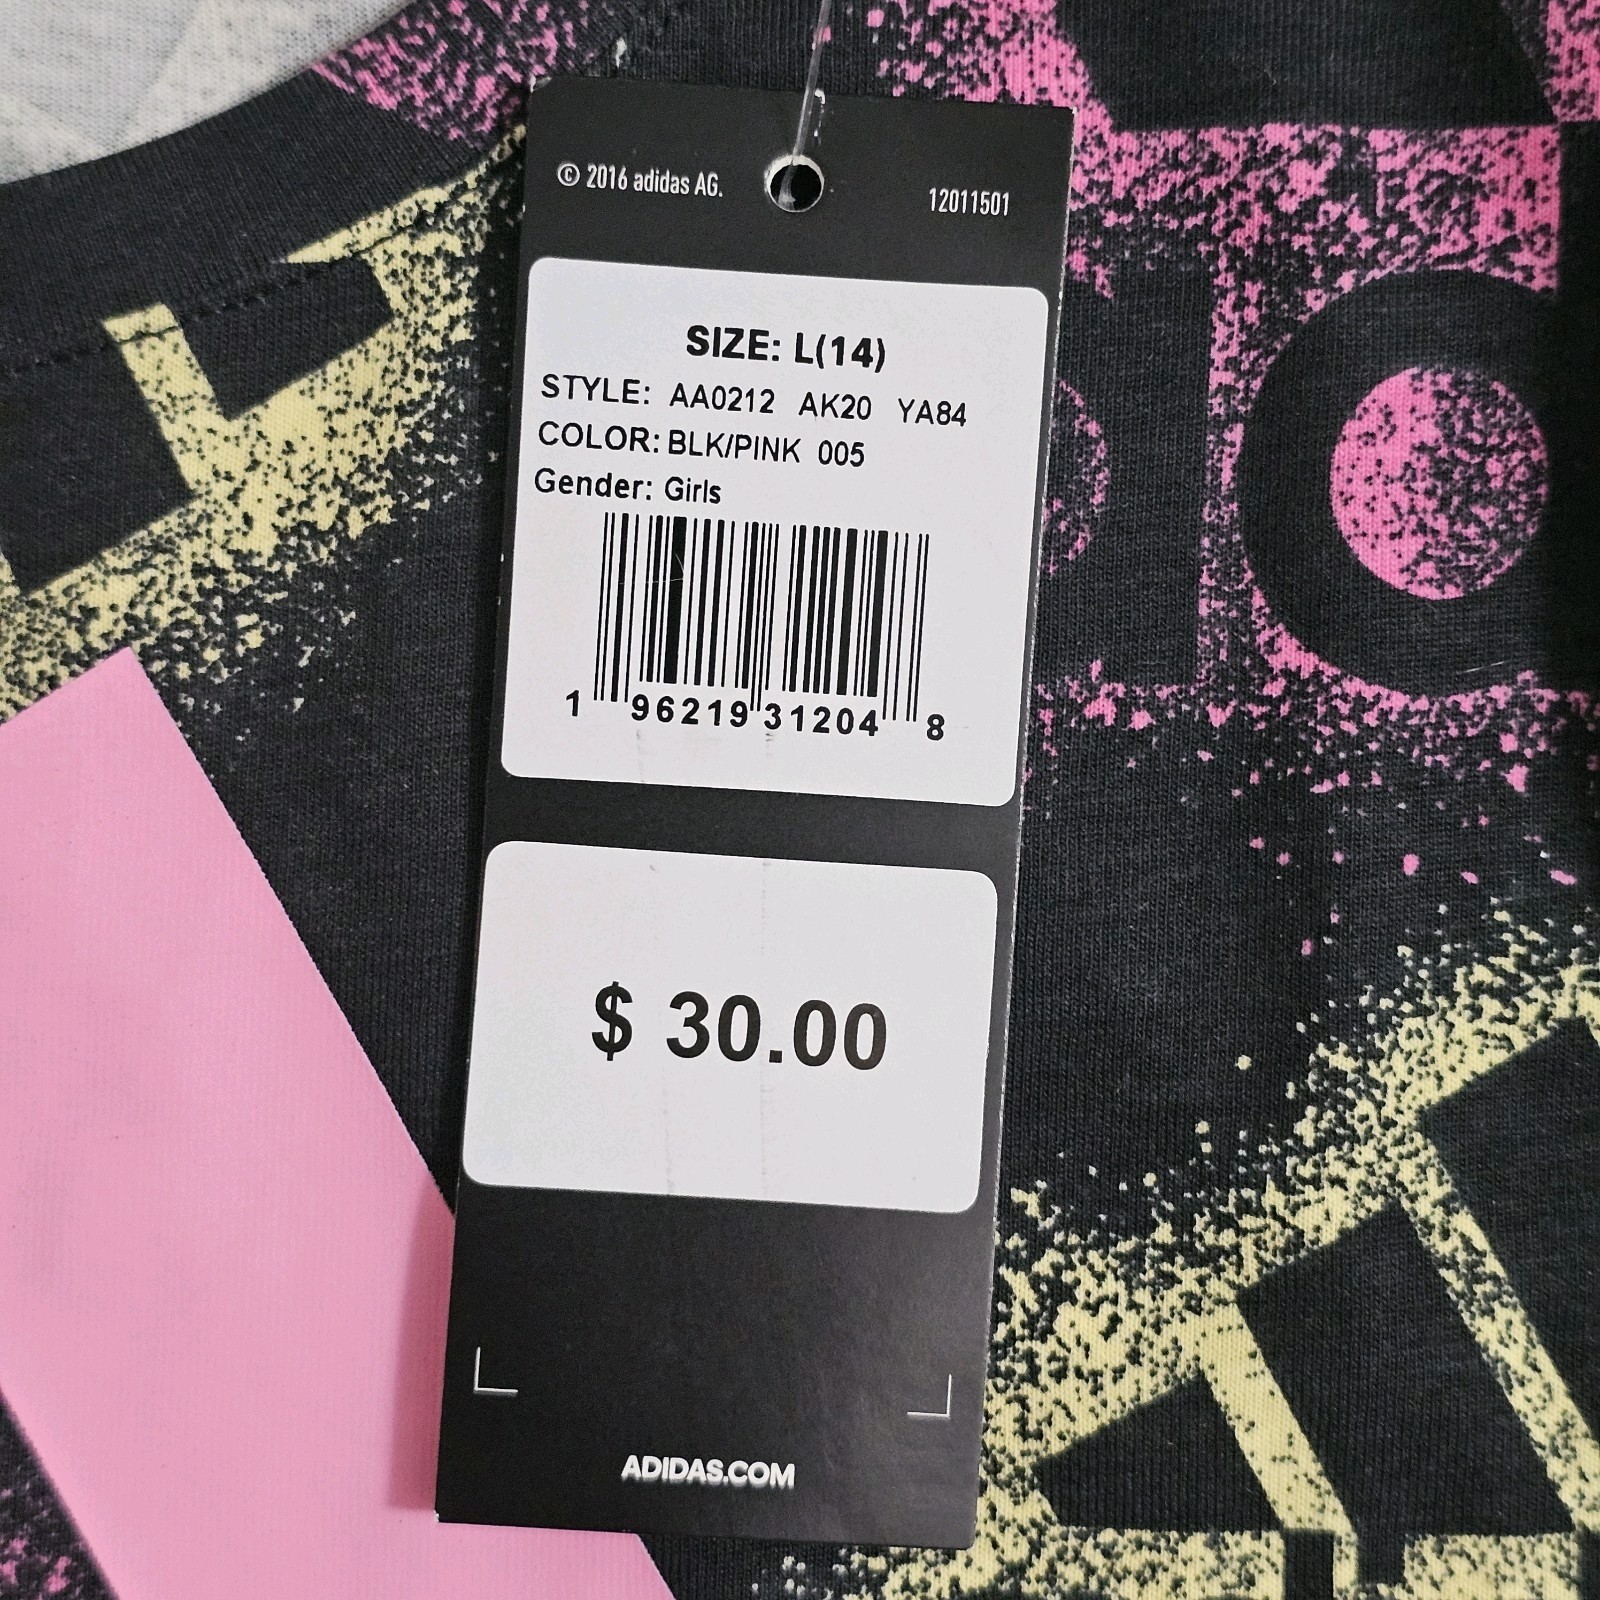 © 2016 adidas AG.
12011501
SIZE: L(14)
STYLE: AA0212 AK20 YA84
COLOR: BLK/PINK 005
Gender: Girls
1 96219 31204 8
$ 30.00
ADIDAS.COM